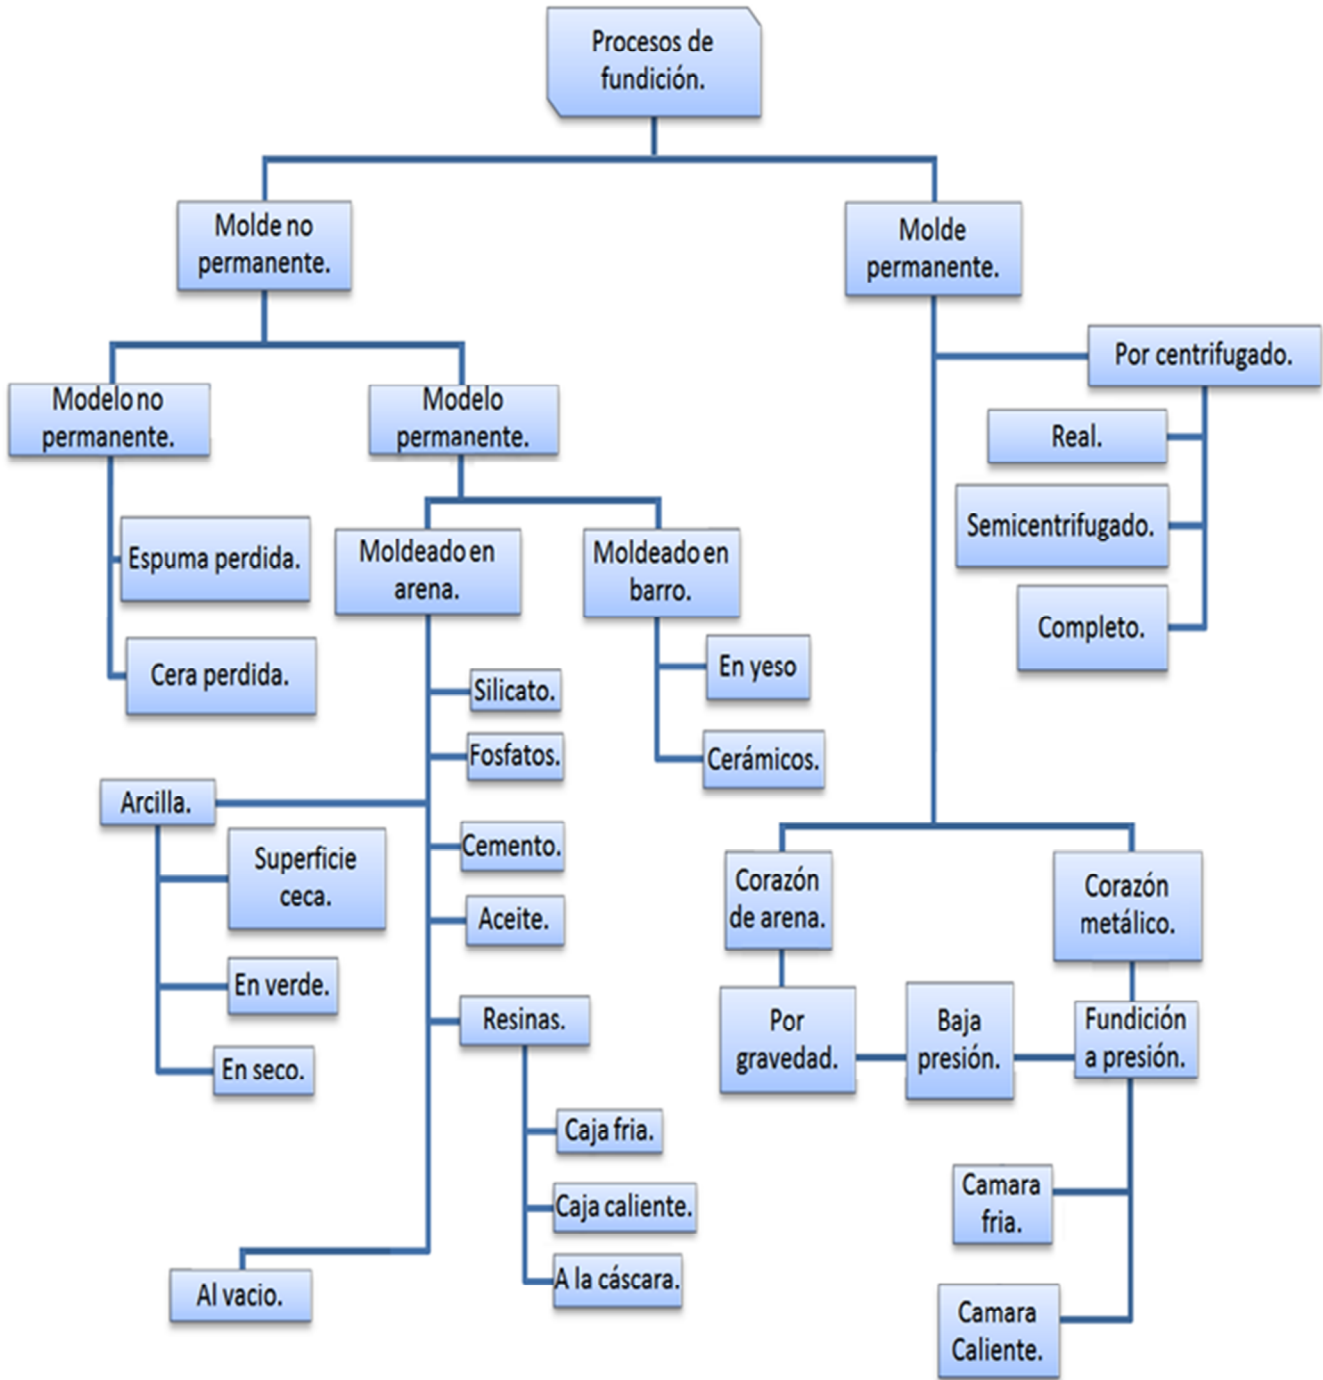 Procesos de
fundición.
Molde no
permanente.
Molde
permanente.
Por centrifugado.
Real.
Semicentrifugado.
Completo.
Modelo no
permanente.
Modelo
permanente.
Espuma perdida.
Cera perdida.
Moldeado en
arena.
Moldeado en
barro.
En yeso
Cerámicos.
Silicato.
Fosfatos.
Arcilla.
Superficie
ceca.
En verde.
En seco.
Cemento.
Aceite.
Resinas.
Caja fria.
Caja caliente.
A la cáscara.
Al vacio.
Corazón
de arena.
Corazón
metálico.
Por
gravedad.
Baja
presión.
Fundición
a presión.
Camara
fria.
Camara
Caliente.